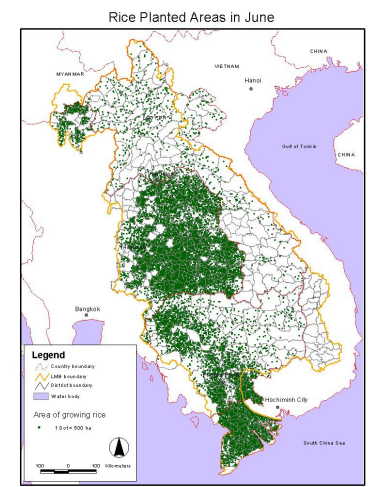 Rice Planted Areas in June
CHINA
VIETNAM
MYANMAR
Hanoi
Gulf of Tonkin
CHINA
Bangkok
Legend
Country boundary
LMB boundary
District boundary
Water body
Area of growing rice
1 Dot = 500 ha
Hochiminh City
South China Sea
100 0 100 Kilometers